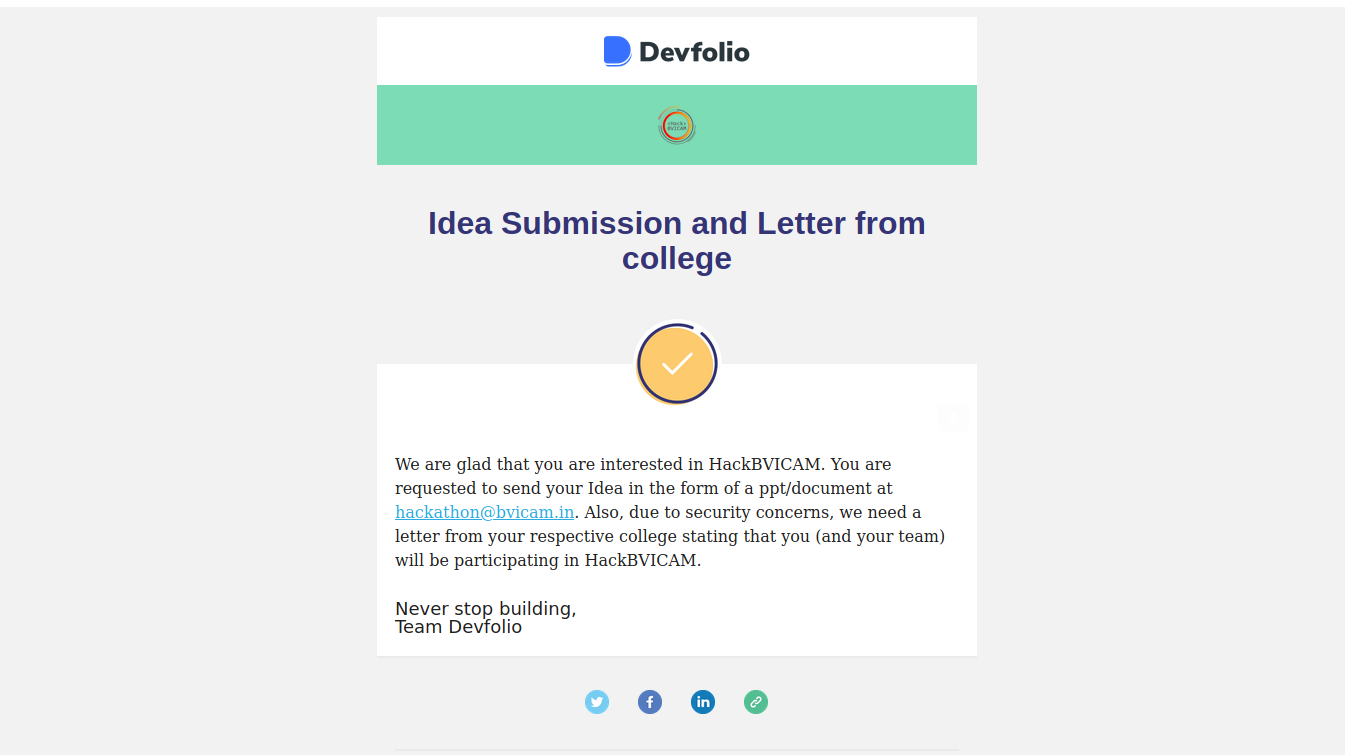 Devfolio
<Hack>
BVICAM
Idea Submission and Letter from
college
We are glad that you are interested in HackBVICAM. You are
requested to send your Idea in the form of a ppt/document at
hackathon@bvicam.in. Also, due to security concerns, we need a
letter from your respective college stating that you (and your team)
will be participating in HackBVICAM.
Never stop building,
Team Devfolio